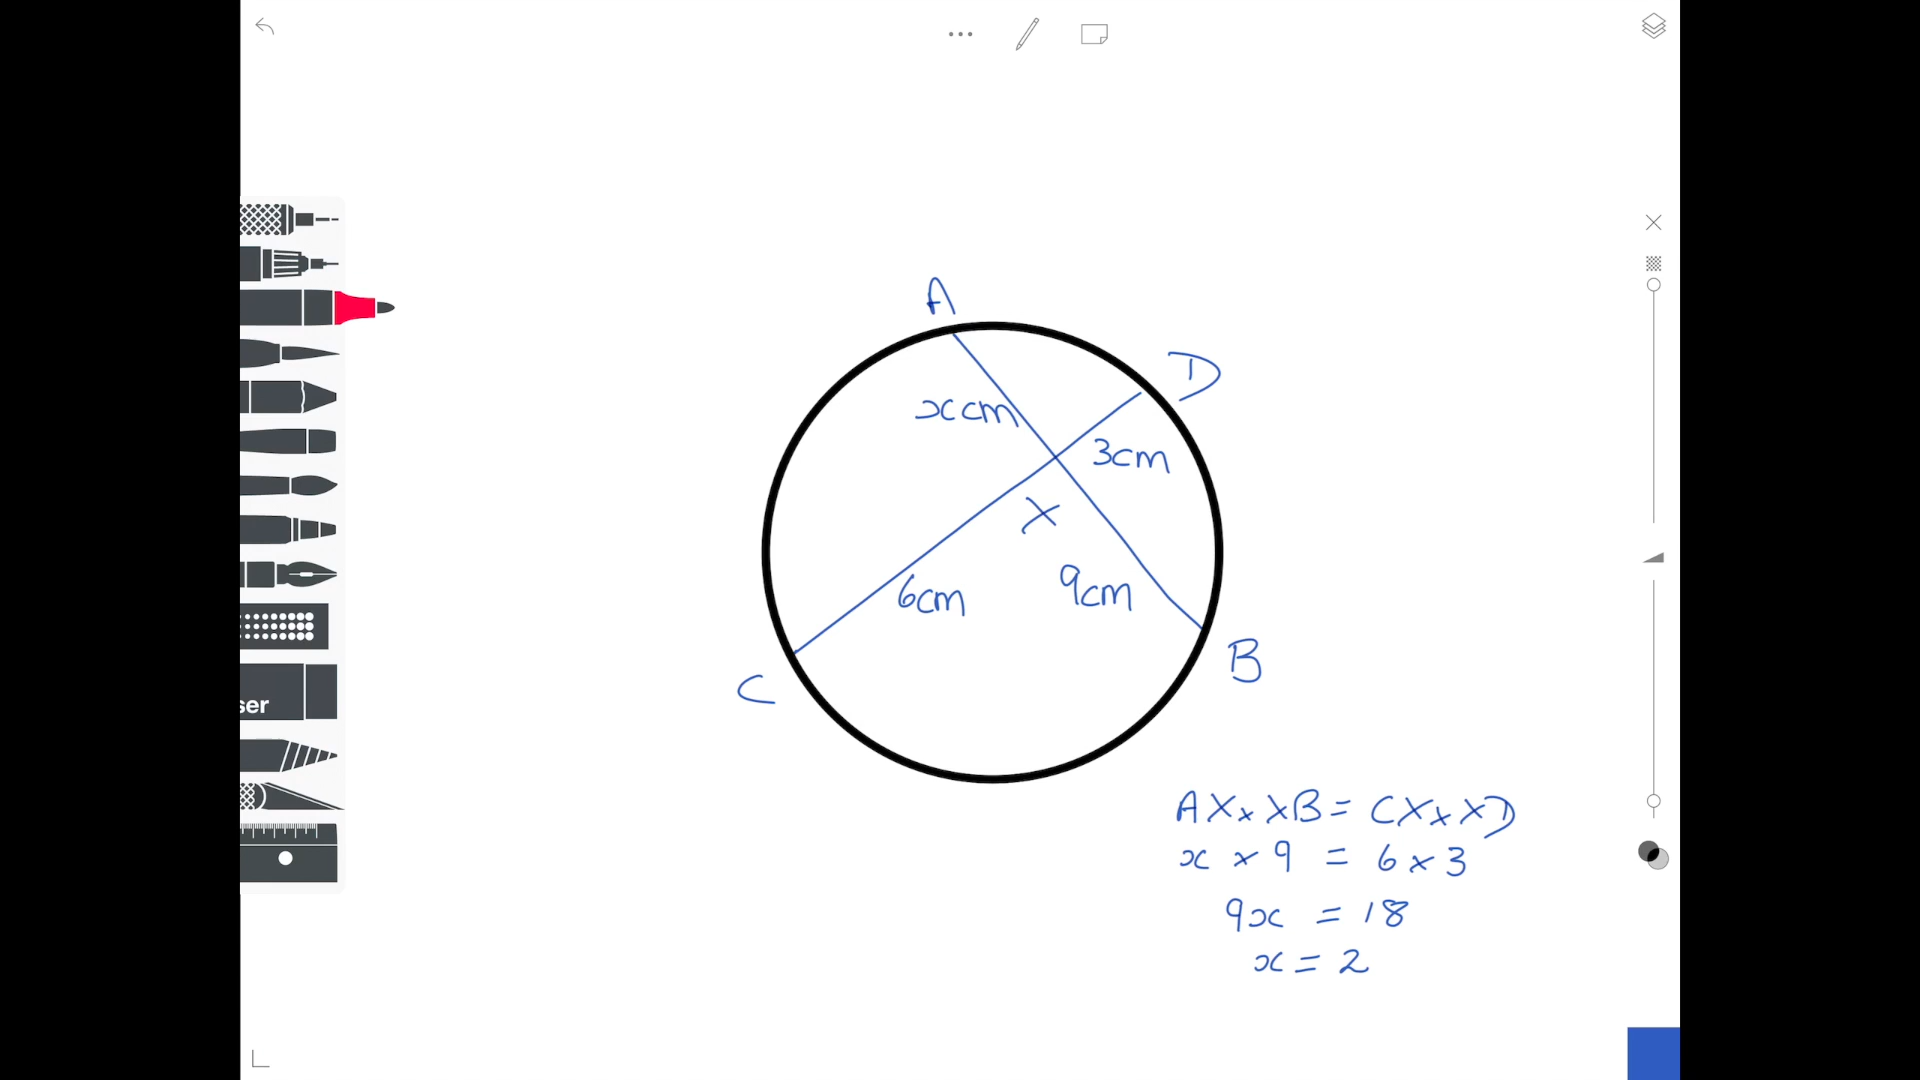 A
D
xcm
3cm
X
6cm
9cm
B
C
ser
AX×XB = CX×XD
x × 9 = 6 × 3
9x = 18
x = 2